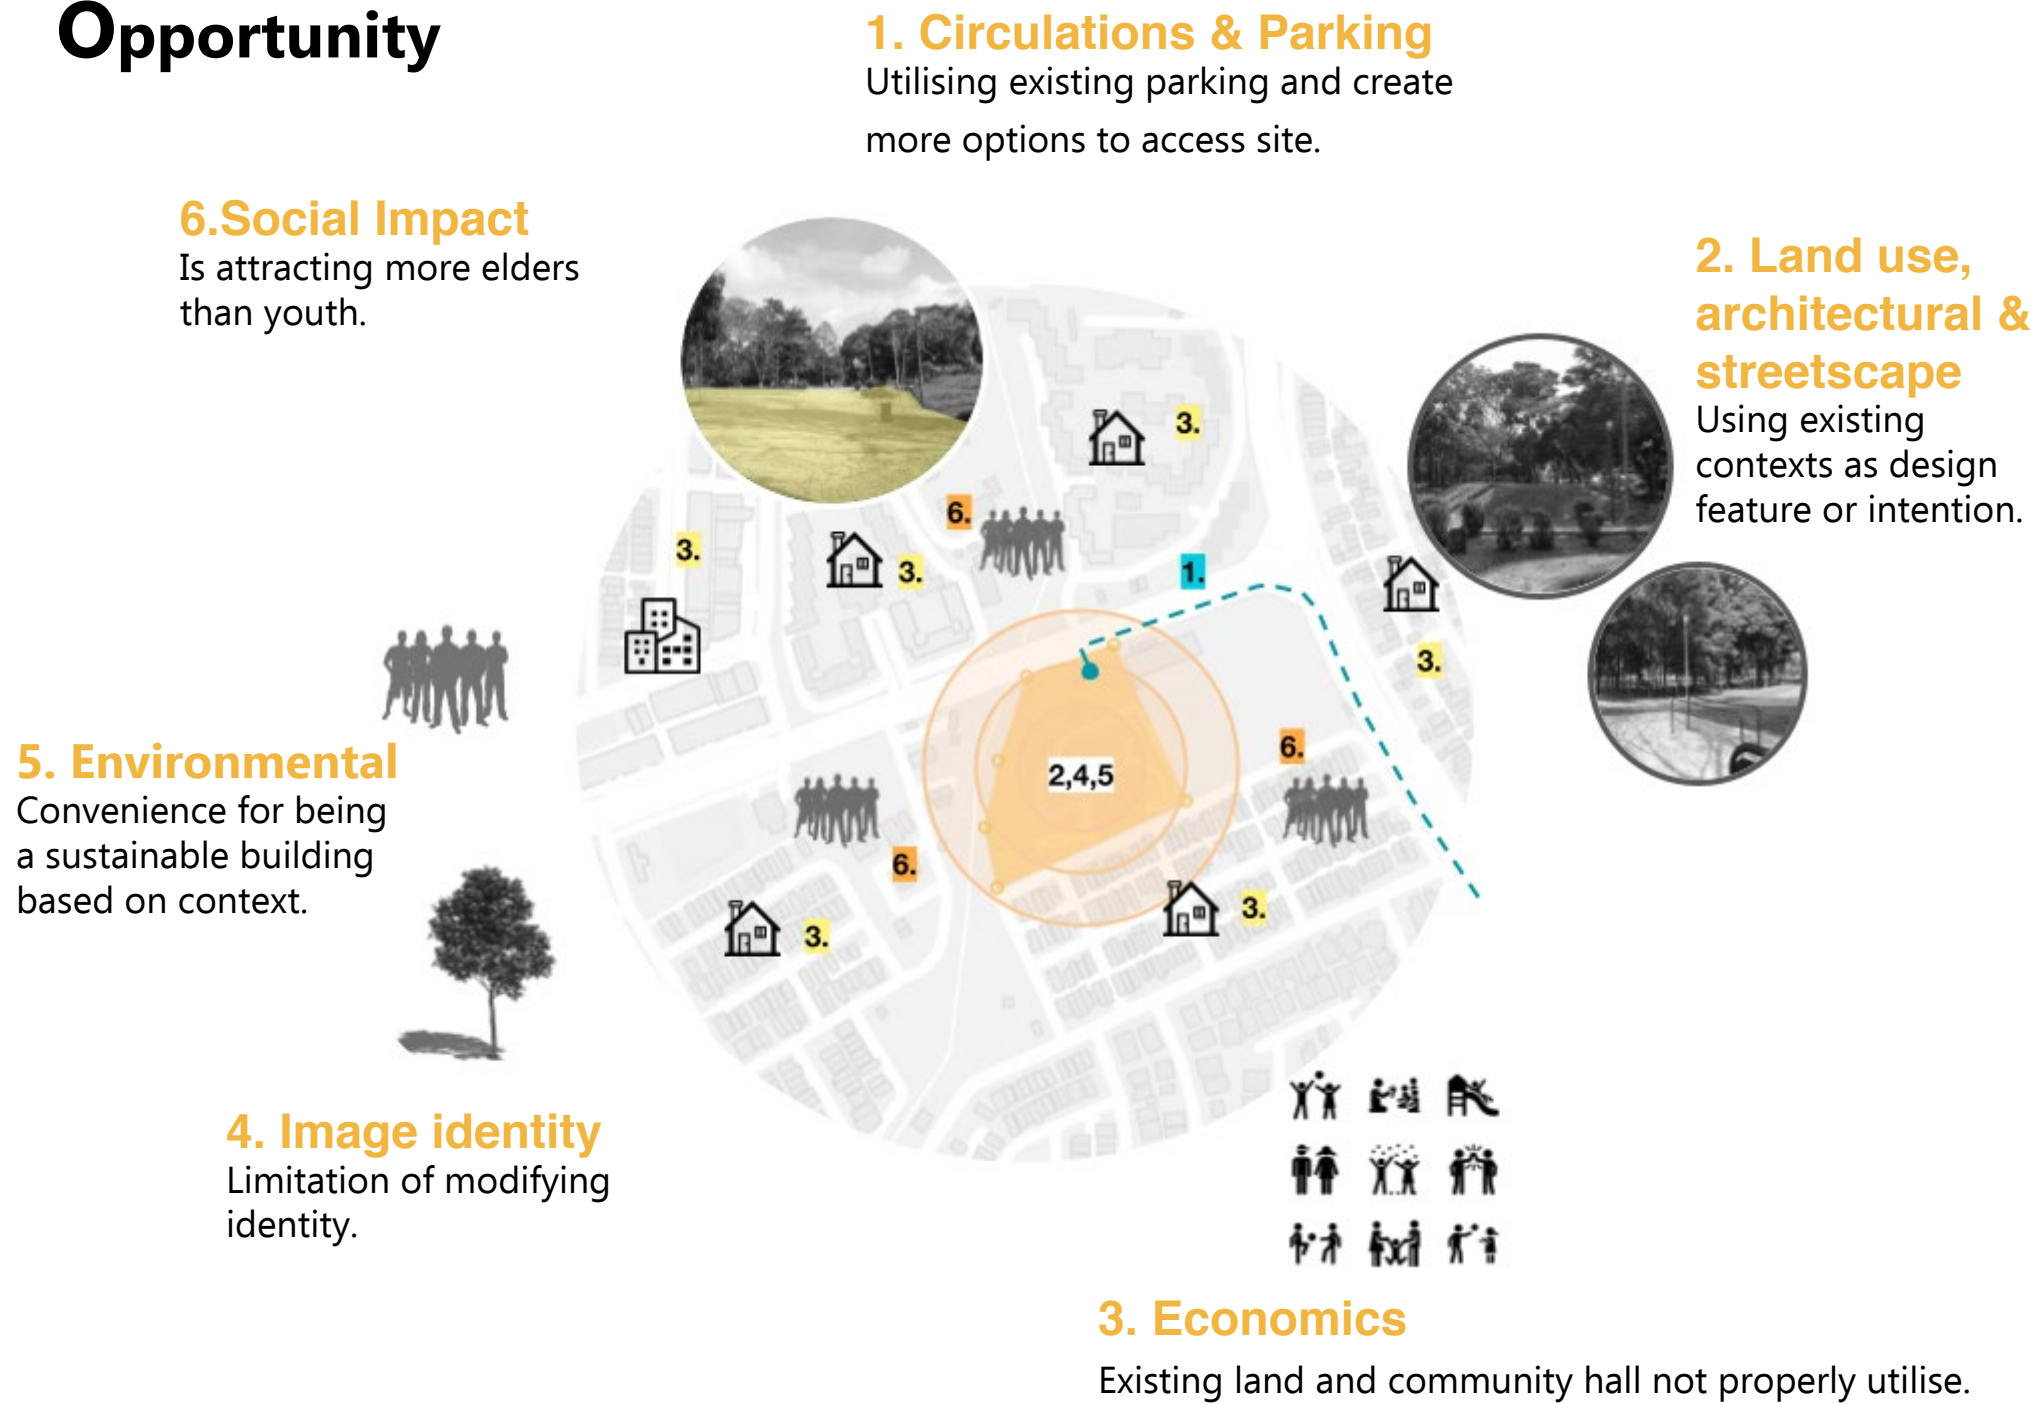 Opportunity
1. Circulations & Parking
Utilising existing parking and create
more options to access site.
6.Social Impact
Is attracting more elders
than youth.
2. Land use,
architectural &
streetscape
Using existing
contexts as design
feature or intention.
3.
6.
3.
3.
1.
3.
6.
2,4,5
6.
3.
3.
5. Environmental
Convenience for being
a sustainable building
based on context.
4. Image identity
Limitation of modifying
identity.
3. Economics
Existing land and community hall not properly utilise.